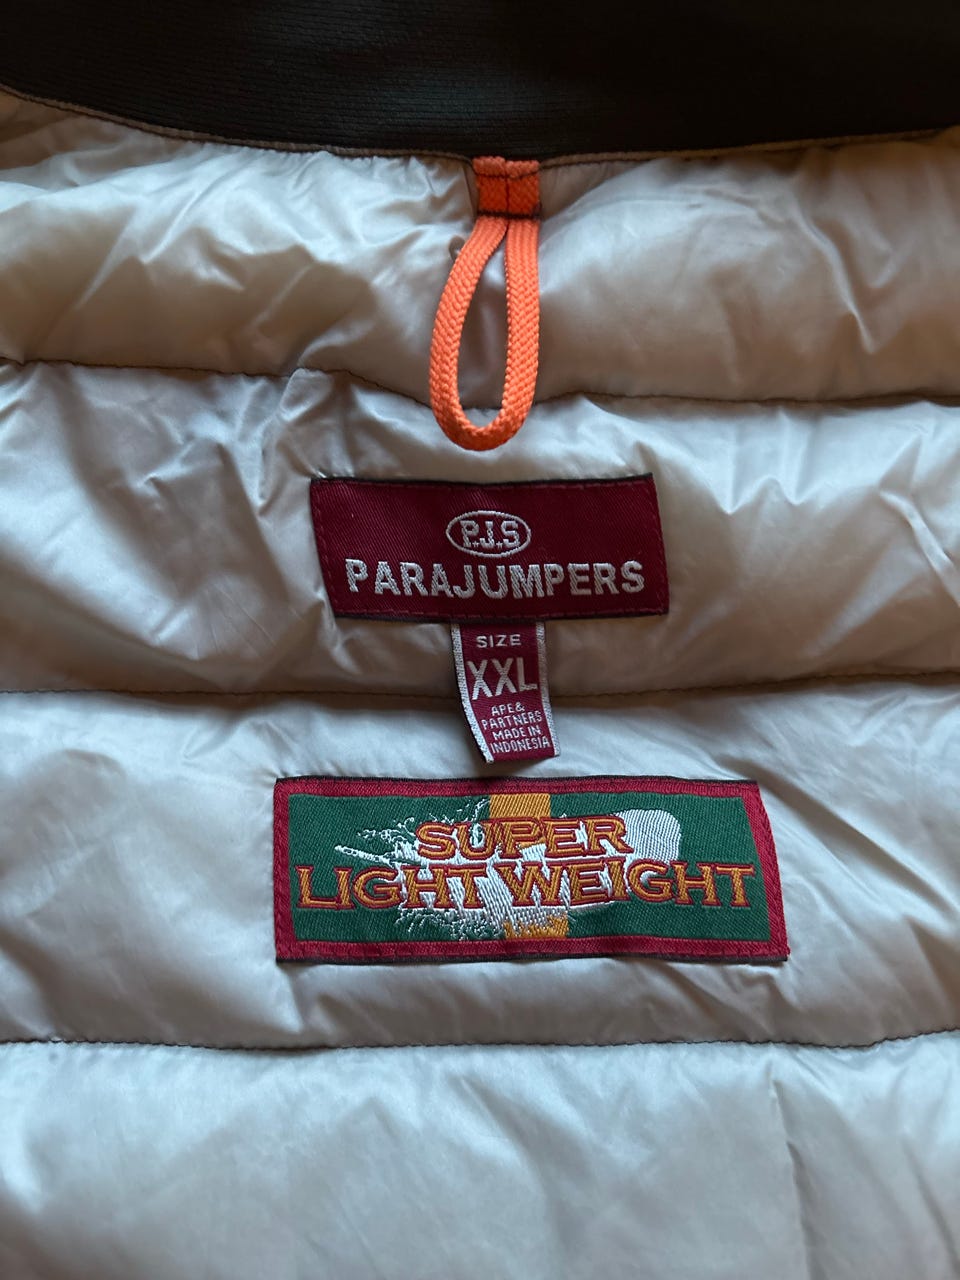 P.J.S
PARAJUMPERS
SIZE
XXL
APE&
PARTNERS
MADE IN
INDONESIA
SUPER
LIGHT WEIGHT